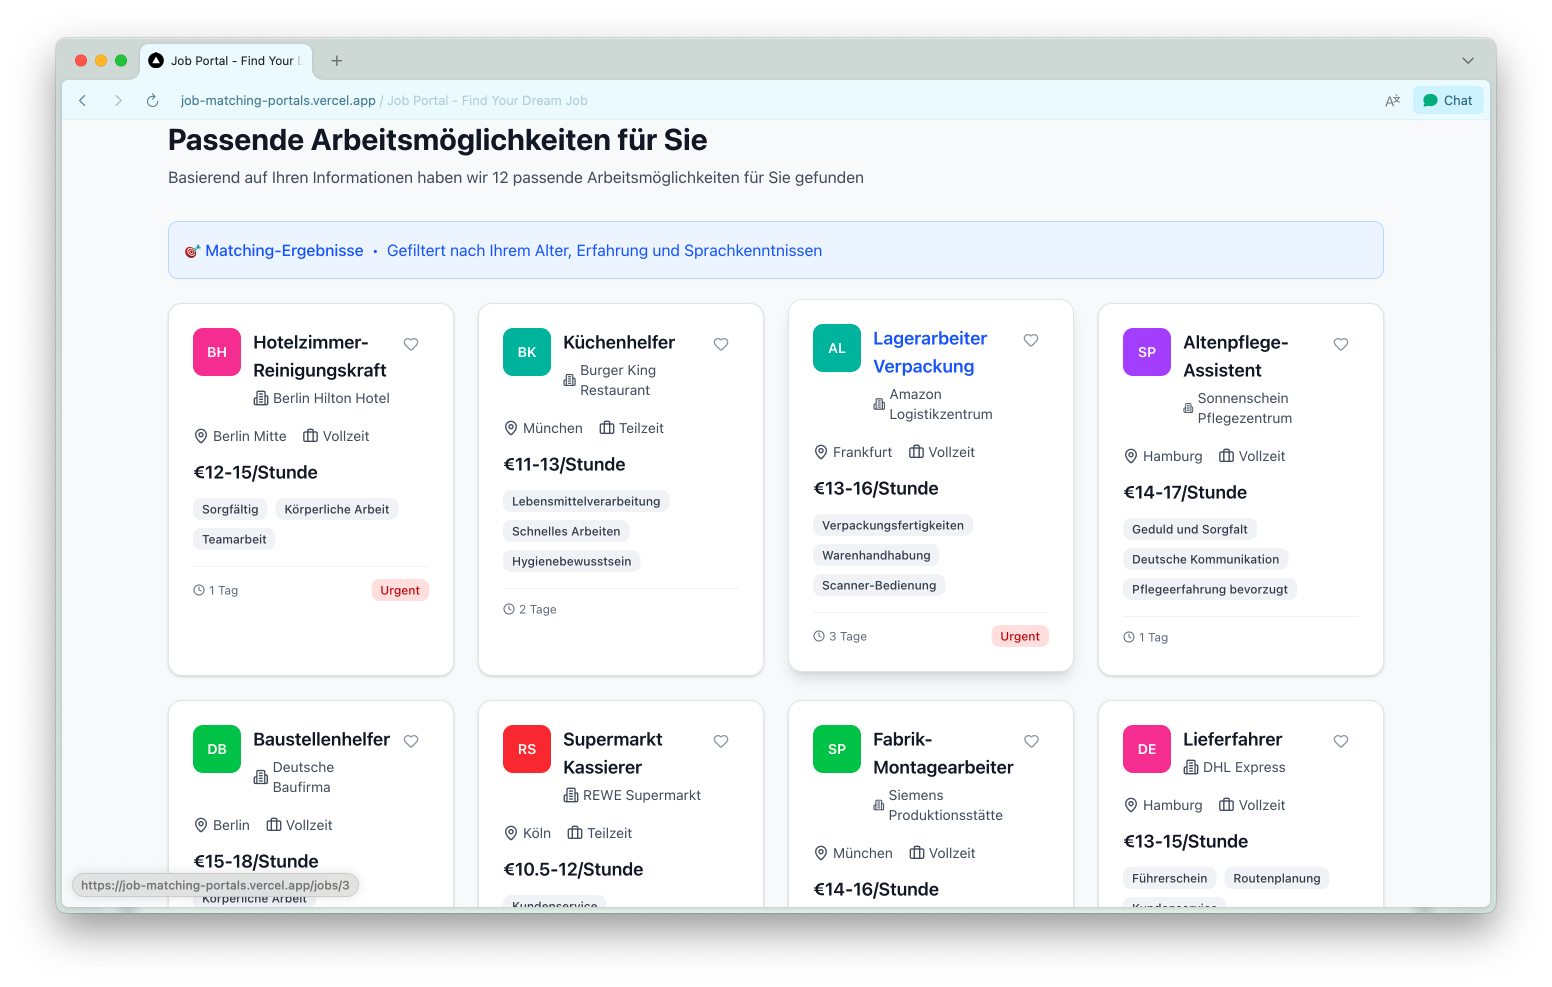 Job Portal - Find Your
job-matching-portals.vercel.app / Job Portal - Find Your Dream Job
Chat
Passende Arbeitsmöglichkeiten für Sie
Basierend auf Ihren Informationen haben wir 12 passende Arbeitsmöglichkeiten für Sie gefunden
🎯 Matching-Ergebnisse • Gefiltert nach Ihrem Alter, Erfahrung und Sprachkenntnissen
BH
Hotelzimmer-
Reinigungskraft
Berlin Hilton Hotel
Berlin Mitte Vollzeit
€12-15/Stunde
Sorgfältig Körperliche Arbeit
Teamarbeit
1 Tag Urgent
BK
Küchenhelfer
Burger King
Restaurant
München Teilzeit
€11-13/Stunde
Lebensmittelverarbeitung
Schnelles Arbeiten
Hygienebewusstsein
2 Tage
AL
Lagerarbeiter
Verpackung
Amazon
Logistikzentrum
Frankfurt Vollzeit
€13-16/Stunde
Verpackungsfertigkeiten
Warenhandhabung
Scanner-Bedienung
3 Tage Urgent
SP
Altenpflege-
Assistent
Sonnenschein
Pflegezentrum
Hamburg Vollzeit
€14-17/Stunde
Geduld und Sorgfalt
Deutsche Kommunikation
Pflegeerfahrung bevorzugt
1 Tag
DB
Baustellenhelfer
Deutsche
Baufirma
Berlin Vollzeit
€15-18/Stunde
Körperliche Arbeit
RS
Supermarkt
Kassierer
REWE Supermarkt
Köln Teilzeit
€10.5-12/Stunde
Kundenservice
SP
Fabrik-
Montagearbeiter
Siemens
Produktionsstätte
München Vollzeit
€14-16/Stunde
DE
Lieferfahrer
DHL Express
Hamburg Vollzeit
€13-15/Stunde
Führerschein Routenplanung
Kundenservice
https://job-matching-portals.vercel.app/jobs/3